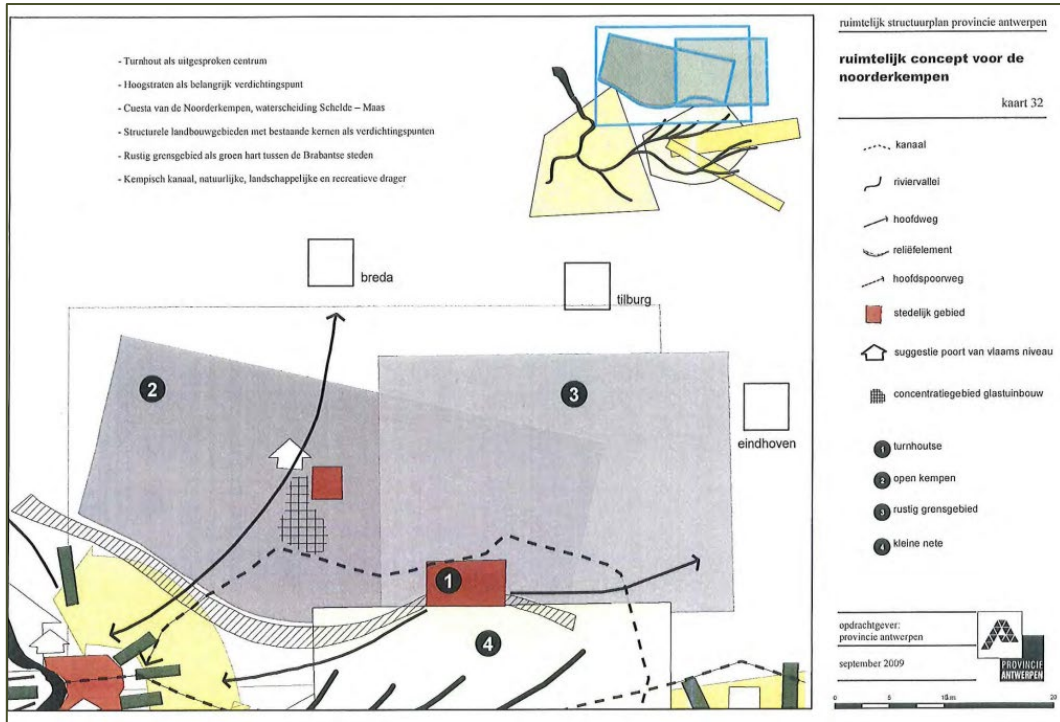 - Turnhout als uitgesproken centrum
- Hoogstraten als belangrijk verdichtingspunt
- Cuesta van de Noorderkempen, waterscheiding Schelde – Maas
- Structurele landbouwgebieden met bestaande kernen als verdichtingspunten
- Rustig grensgebied als groen hart tussen de Brabantse steden
- Kempisch kanaal, natuurlijke, landschappelijke en recreatieve drager
breda
tilburg
eindhoven
2
3
1
4
ruimtelijk structuurplan provincie antwerpen
ruimtelijk concept voor de
noorderkempen
kaart 32
kanaal
riviervallei
hoofdweg
reliëfelement
hoofdspoorweg
stedelijk gebied
suggestie poort van vlaams niveau
concentratiegebied glastuinbouw
1 turnhoutse
2 open kempen
3 rustig grensgebied
4 kleine nete
opdrachtgever:
provincie antwerpen
september 2009
PROVINCIE
ANTWERPEN
0 5 20